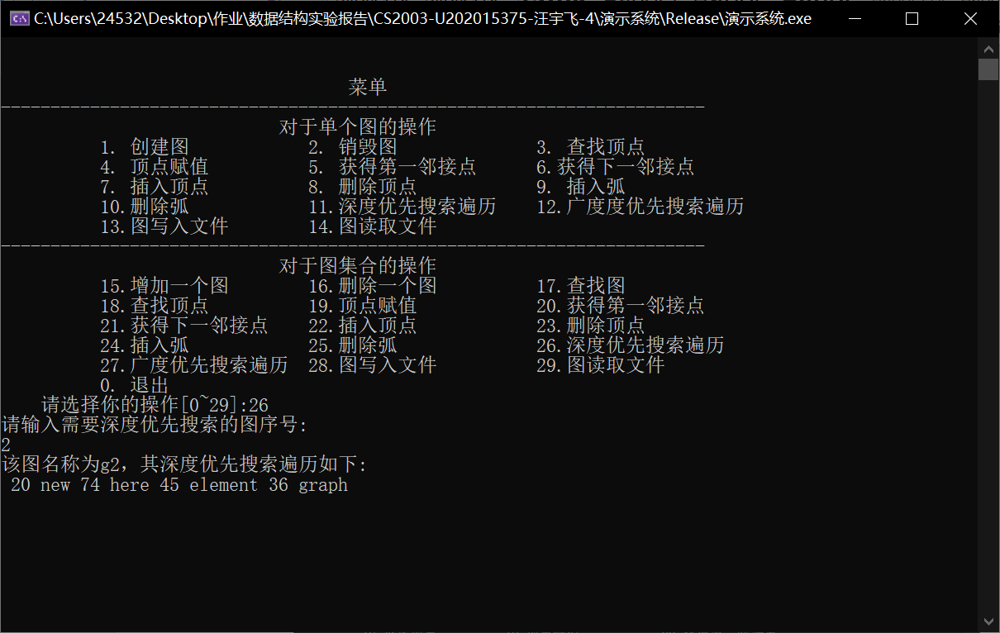 C:\Users\24532\Desktop\作业\数据结构实验报告\CS2003-U202015375-汪宇飞-4\演示系统\Release\演示系统.exe
菜单
-----------------------------------------------------------------------
对于单个图的操作
1. 创建图 2. 销毁图 3. 查找顶点
4. 顶点赋值 5. 获得第一邻接点 6.获得下一邻接点
7. 插入顶点 8. 删除顶点 9. 插入弧
10.删除弧 11.深度优先搜索遍历 12.广度度优先搜索遍历
13.图写入文件 14.图读取文件
-----------------------------------------------------------------------
对于图集合的操作
15.增加一个图 16.删除一个图 17.查找图
18.查找顶点 19.顶点赋值 20.获得第一邻接点
21.获得下一邻接点 22.插入顶点 23.删除顶点
24.插入弧 25.删除弧 26.深度优先搜索遍历
27.广度优先搜索遍历 28.图写入文件 29.图读取文件
0. 退出
请选择你的操作[0~29]:26
请输入需要深度优先搜索的图序号:
2
该图名称为g2，其深度优先搜索遍历如下:
20 new 74 here 45 element 36 graph